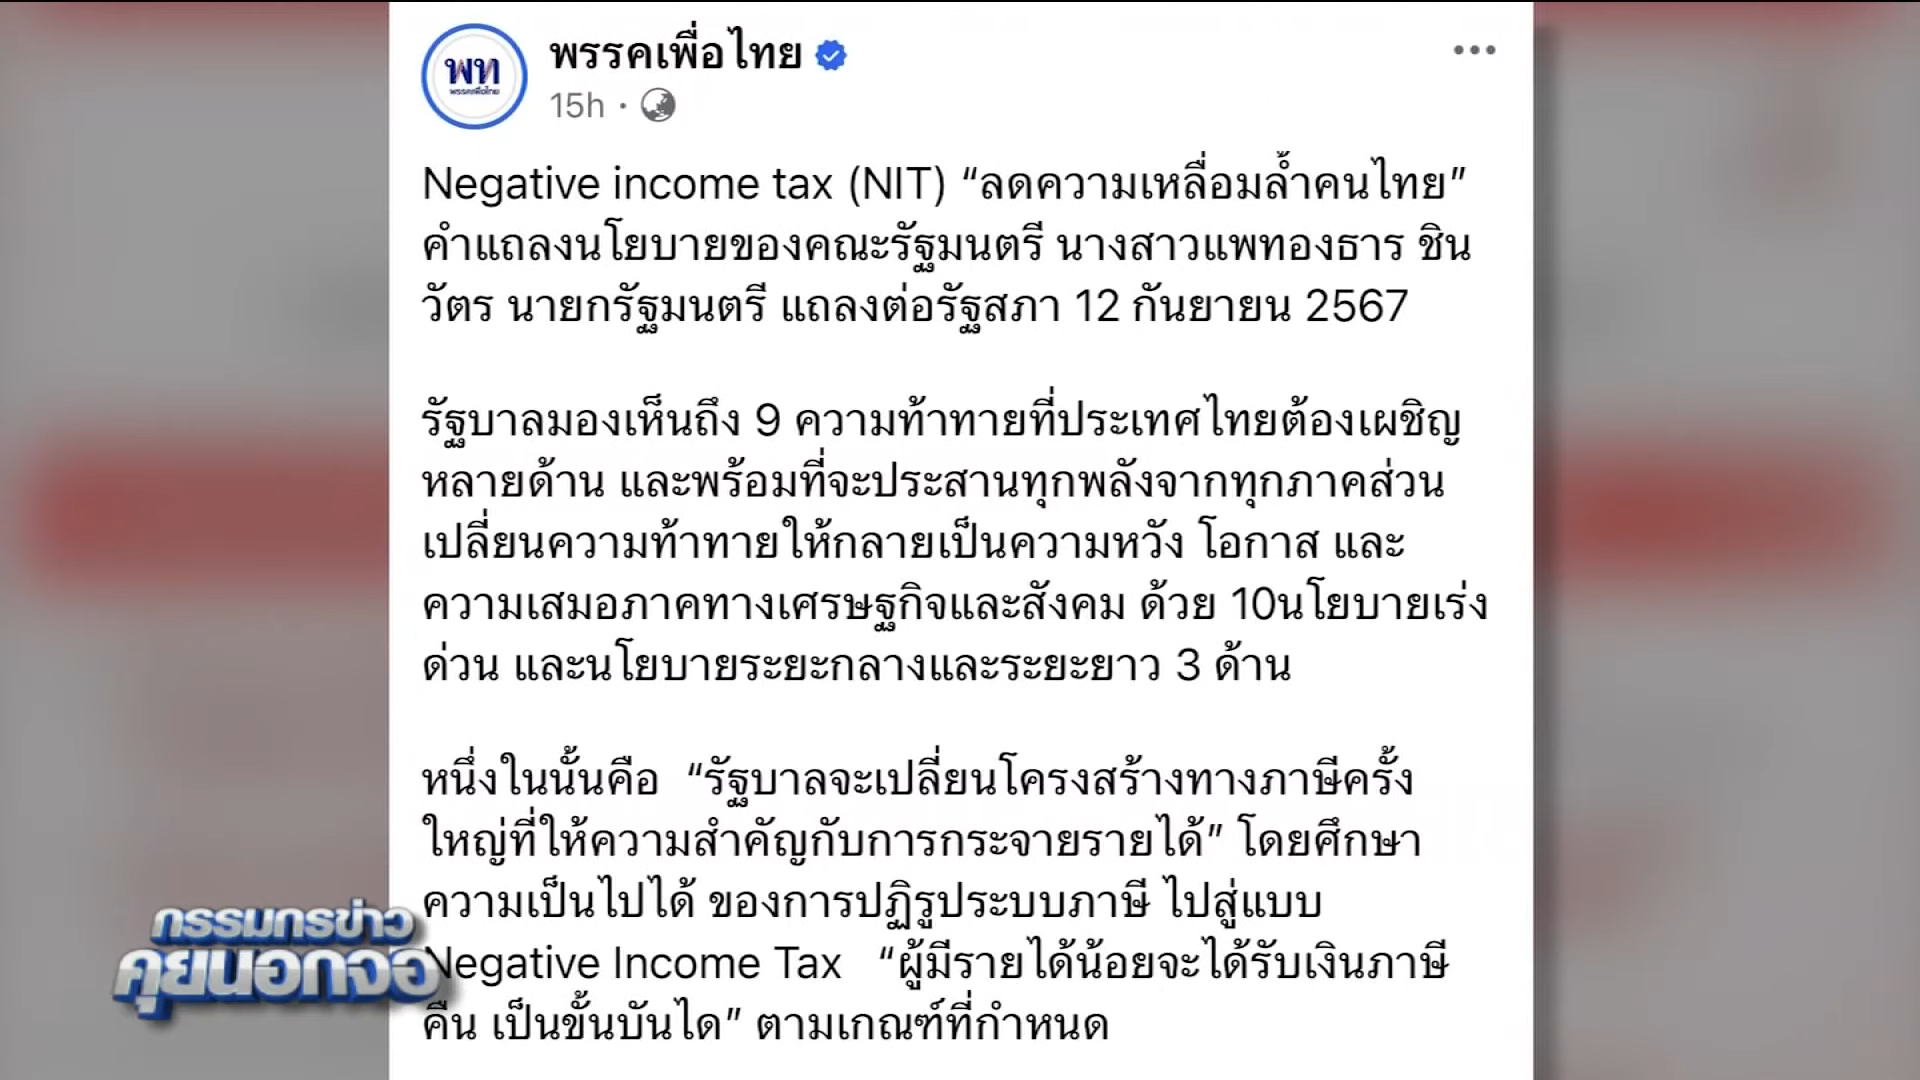 พท
พรรคเพื่อไทย
พรรคเพื่อไทย
15h ·
Negative income tax (NIT) “ลดความเหลื่อมล้ำคนไทย”
คำแถลงนโยบายของคณะรัฐมนตรี นางสาวแพทองธาร ชิน
วัตร นายกรัฐมนตรี แถลงต่อรัฐสภา 12 กันยายน 2567
รัฐบาลมองเห็นถึง 9 ความท้าทายที่ประเทศไทยต้องเผชิญ
หลายด้าน และพร้อมที่จะประสานทุกพลังจากทุกภาคส่วน
เปลี่ยนความท้าทายให้กลายเป็นความหวัง โอกาส และ
ความเสมอภาคทางเศรษฐกิจและสังคม ด้วย 10นโยบายเร่ง
ด่วน และนโยบายระยะกลางและระยะยาว 3 ด้าน
หนึ่งในนั้นคือ “รัฐบาลจะเปลี่ยนโครงสร้างทางภาษีครั้ง
ใหญ่ที่ให้ความสำคัญกับการกระจายรายได้” โดยศึกษา
ความเป็นไปได้ ของการปฏิรูประบบภาษี ไปสู่แบบ
Negative Income Tax “ผู้มีรายได้น้อยจะได้รับเงินภาษี
คืน เป็นขั้นบันได” ตามเกณฑ์ที่กำหนด
กรรมกรข่าว
คุยนอกจอ